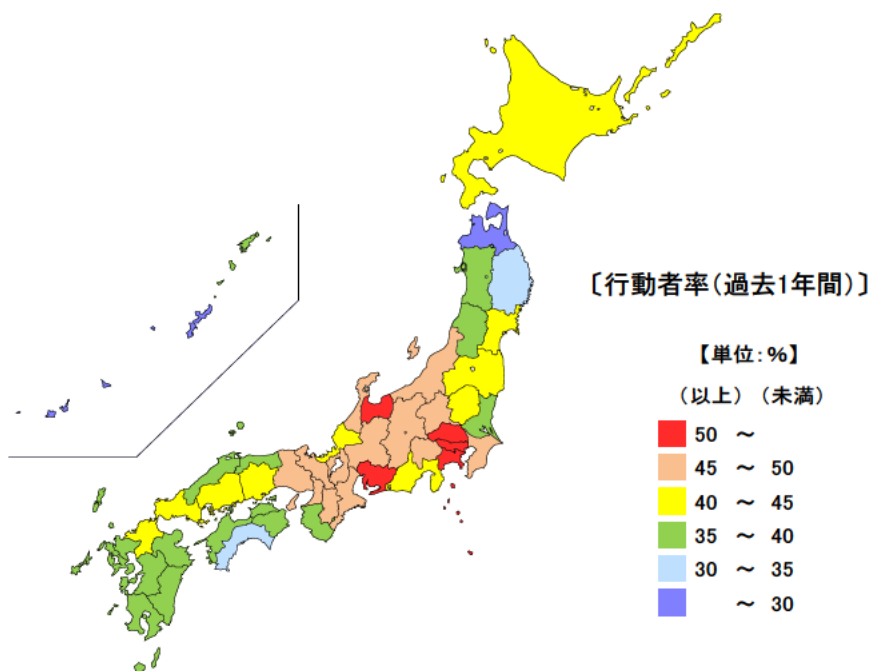 〔行動者率(過去1年間)〕
【単位:%】
(以上)(未満)
50 ～
45 ～ 50
40 ～ 45
35 ～ 40
30 ～ 35
～ 30